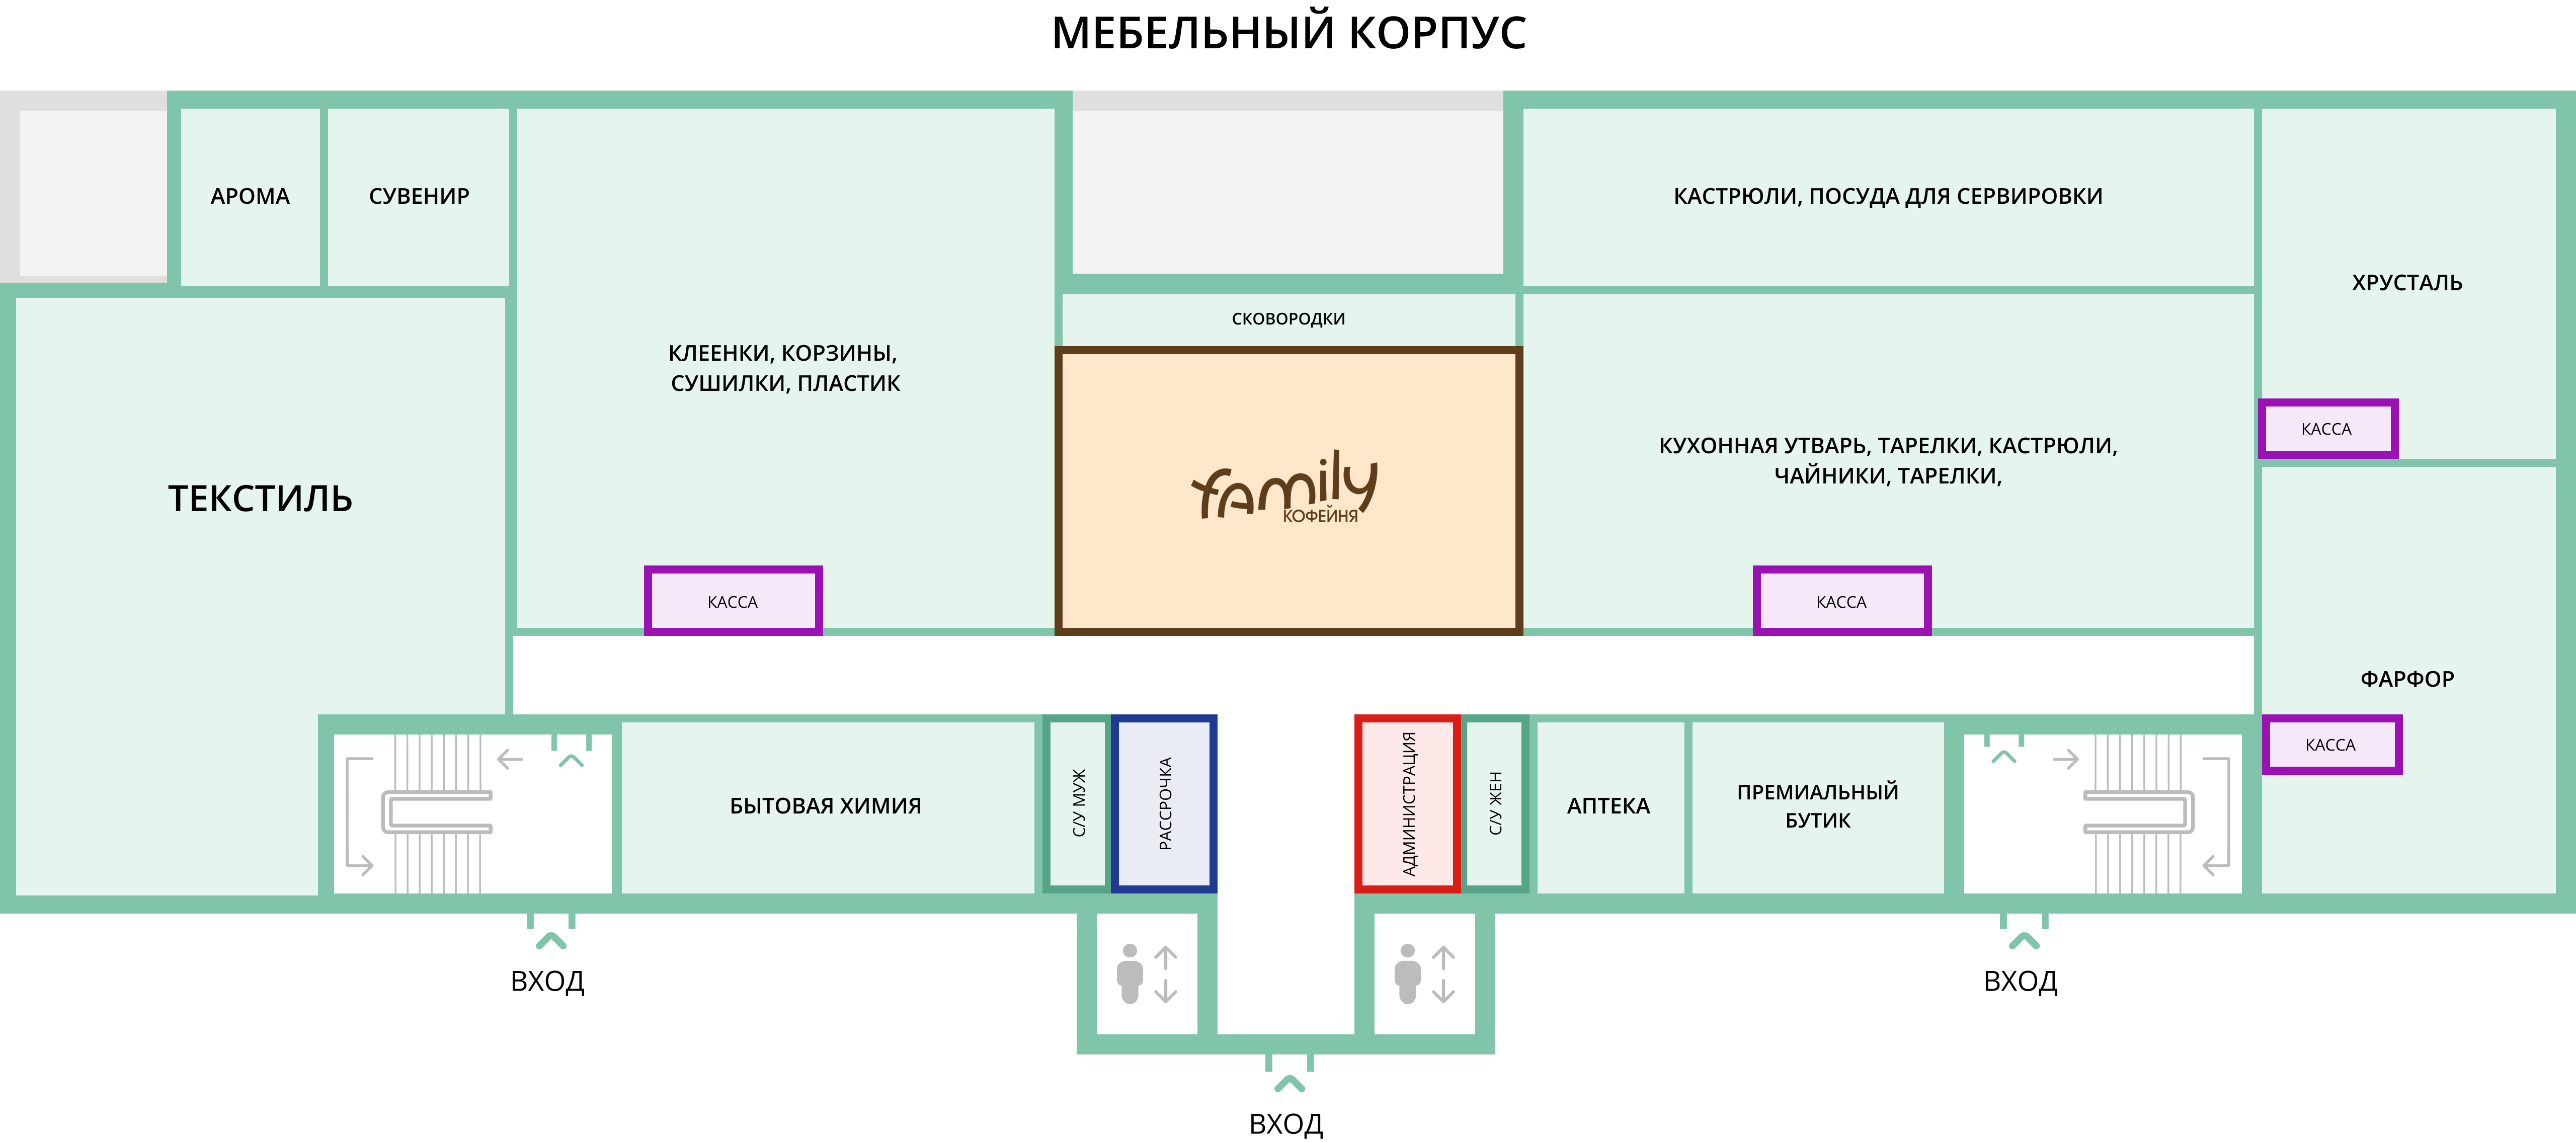 МЕБЕЛЬНЫЙ КОРПУС
АРОМА
СУВЕНИР
КАСТРЮЛИ, ПОСУДА ДЛЯ СЕРВИРОВКИ
ХРУСТАЛЬ
СКОВОРОДКИ
КЛЕЕНКИ, КОРЗИНЫ,
СУШИЛКИ, ПЛАСТИК
КАССА
КУХОННАЯ УТВАРЬ, ТАРЕЛКИ, КАСТРЮЛИ,
ЧАЙНИКИ, ТАРЕЛКИ,
ТЕКСТИЛЬ
family
КОФЕЙНЯ
КАССА
КАССА
ФАРФОР
КАССА
БЫТОВАЯ ХИМИЯ
С/У МУЖ
РАССРОЧКА
АДМИНИСТРАЦИЯ
С/У ЖЕН
АПТЕКА
ПРЕМИАЛЬНЫЙ
БУТИК
ВХОД
ВХОД
ВХОД